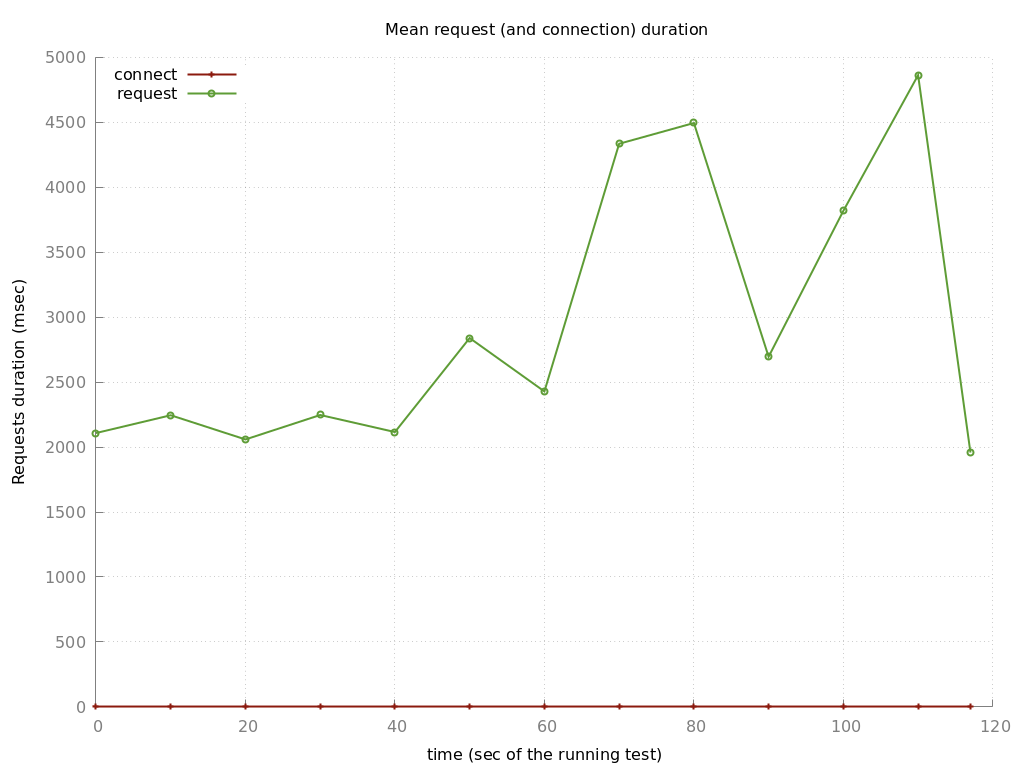 Mean request (and connection) duration
connect
request
5000
4500
4000
3500
3000
2500
2000
1500
1000
500
0
Requests duration (msec)
0 20 40 60 80 100 120
time (sec of the running test)